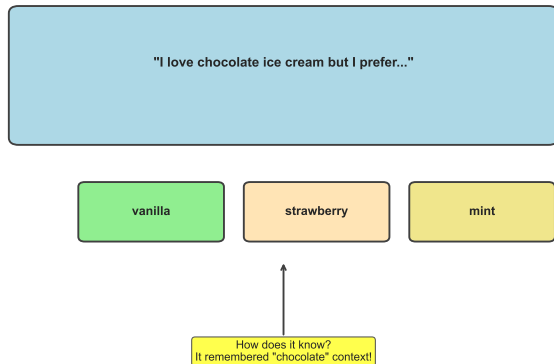 "I love chocolate ice cream but I prefer..."
vanilla
strawberry
mint
How does it know?
It remembered "chocolate" context!